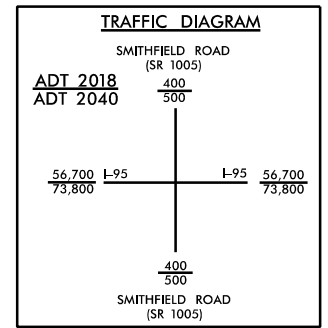 TRAFFIC DIAGRAM
SMITHFIELD ROAD
(SR 1005)
ADT 2018
ADT 2040
400
500
56,700
73,800
I-95
I-95
56,700
73,800
400
500
SMITHFIELD ROAD
(SR 1005)